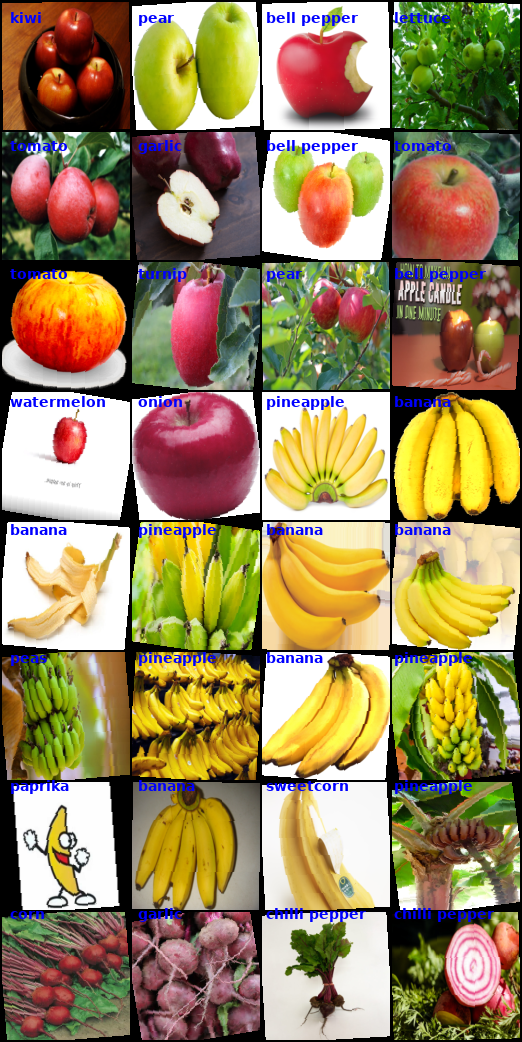 kiwi
pear
bell pepper
lettuce
tomato
garlic
bell pepper
tomato
tomato
turnip
pear
bell pepper
APPLE CANDLE
IN ONE MINUTE
watermelon
onion
pineapple
banana
banana
pineapple
banana
banana
peas
pineapple
banana
pineapple
paprika
banana
sweetcorn
pineapple
corn
garlic
chilli pepper
chilli pepper